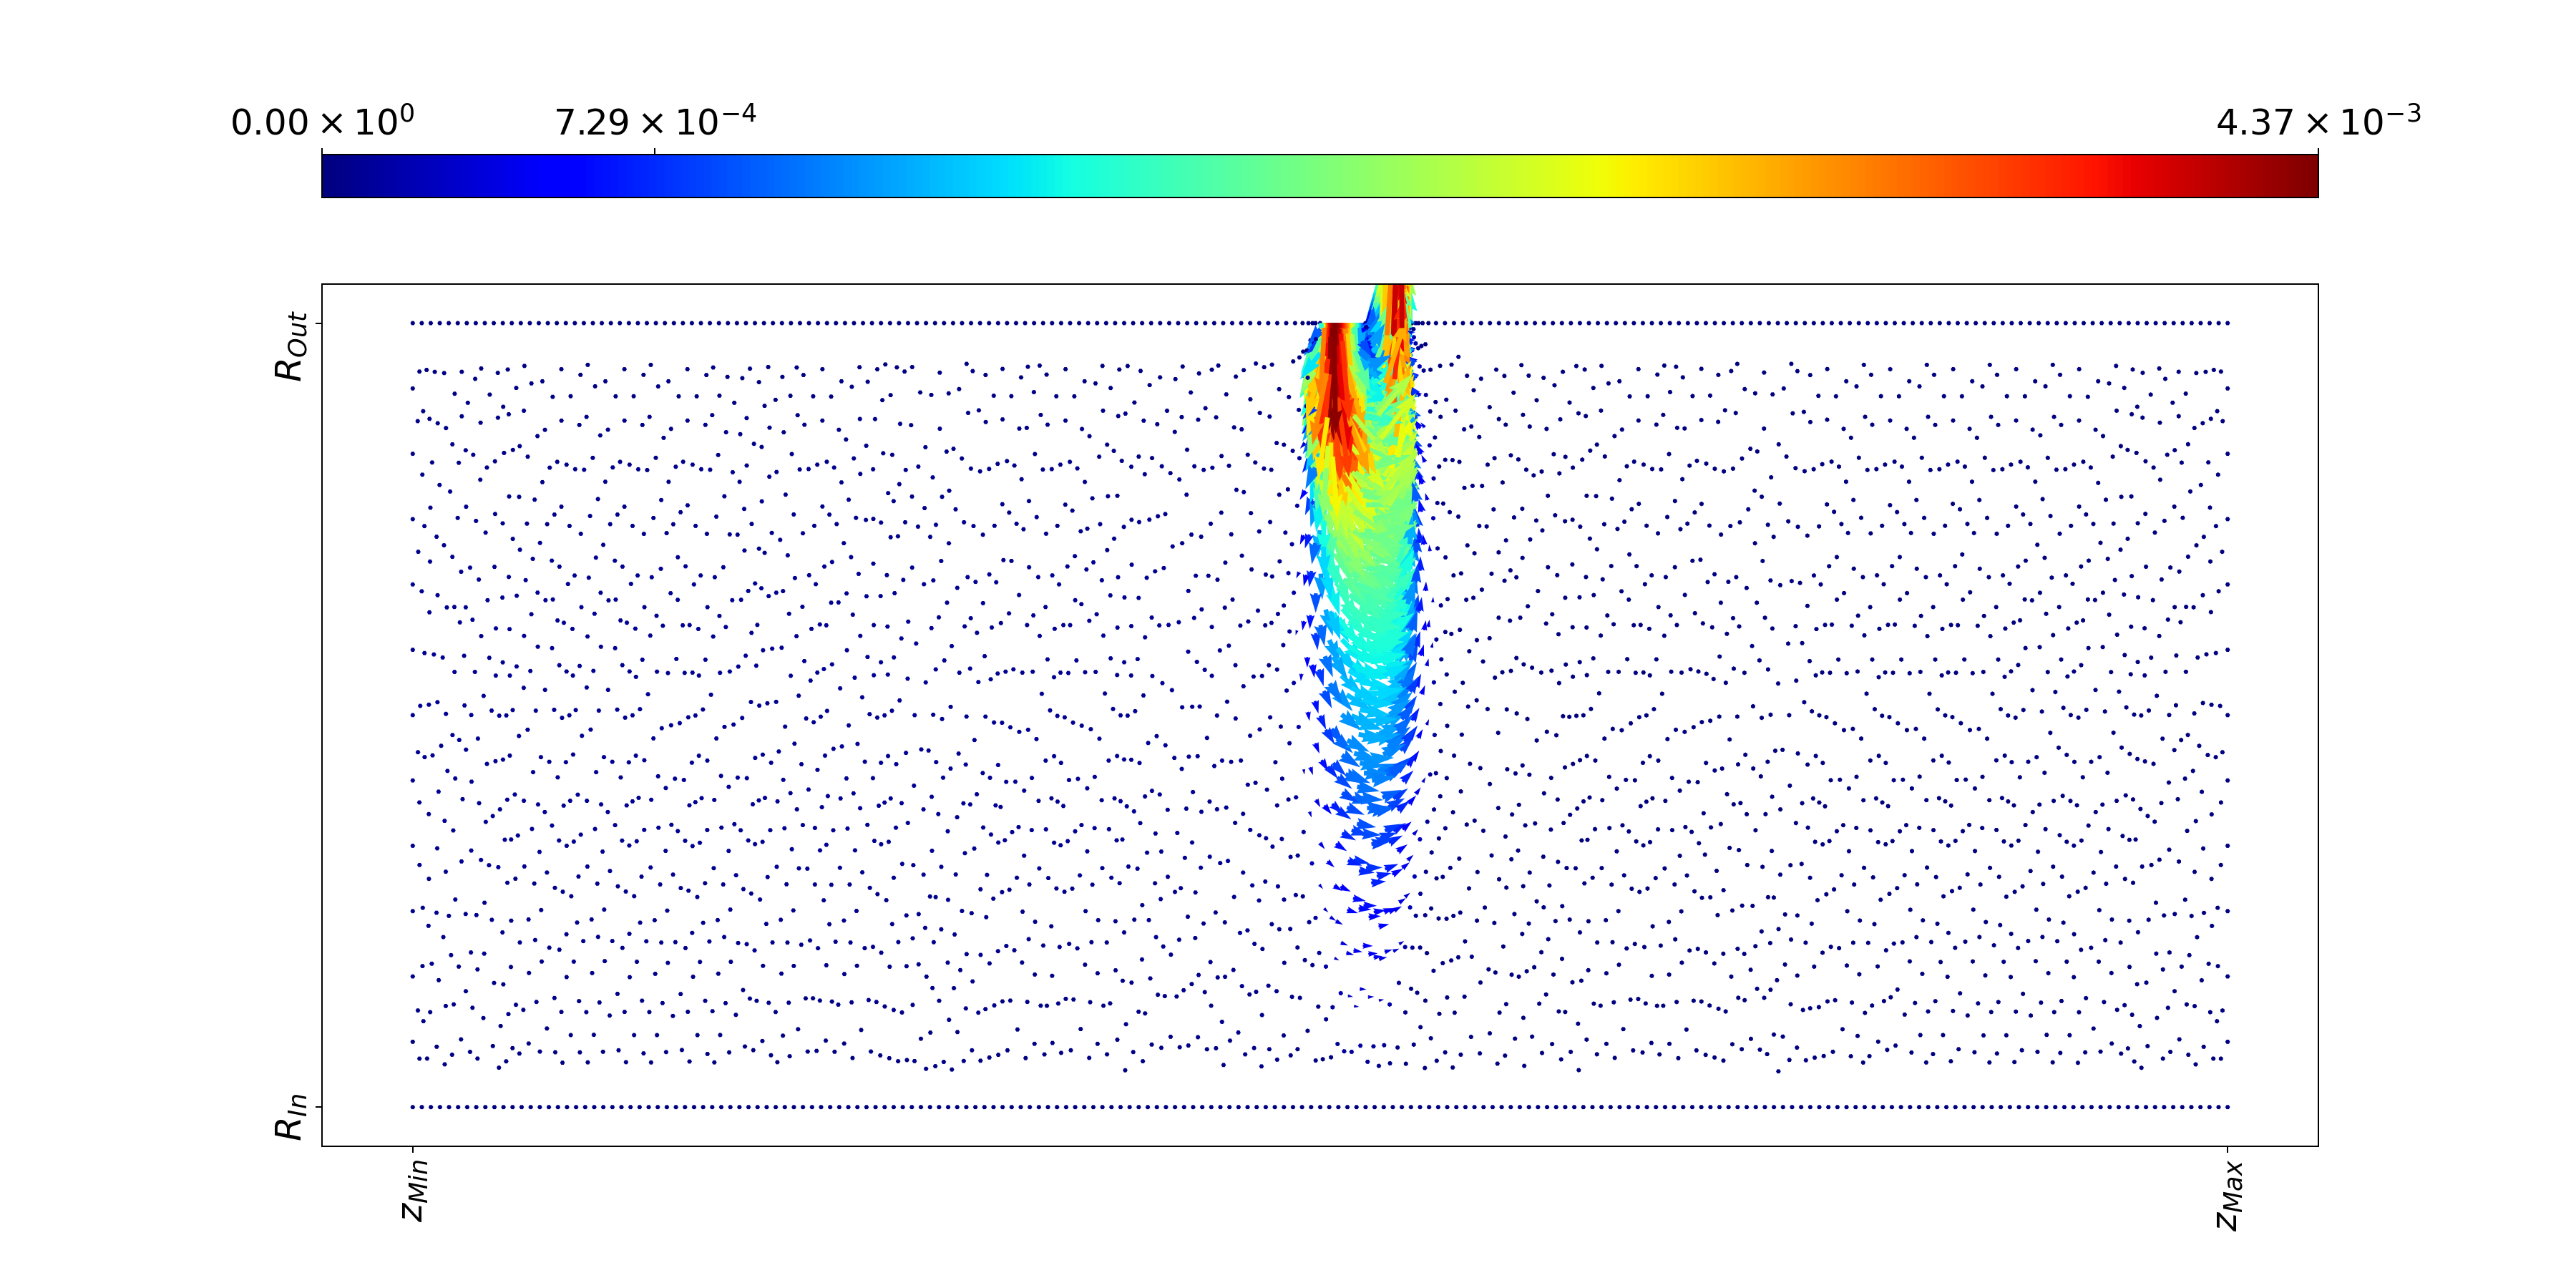 0.00 × 10⁰ 7.29 × 10⁻⁴ 4.37 × 10⁻³
R_Out
R_In
z_Min z_Max